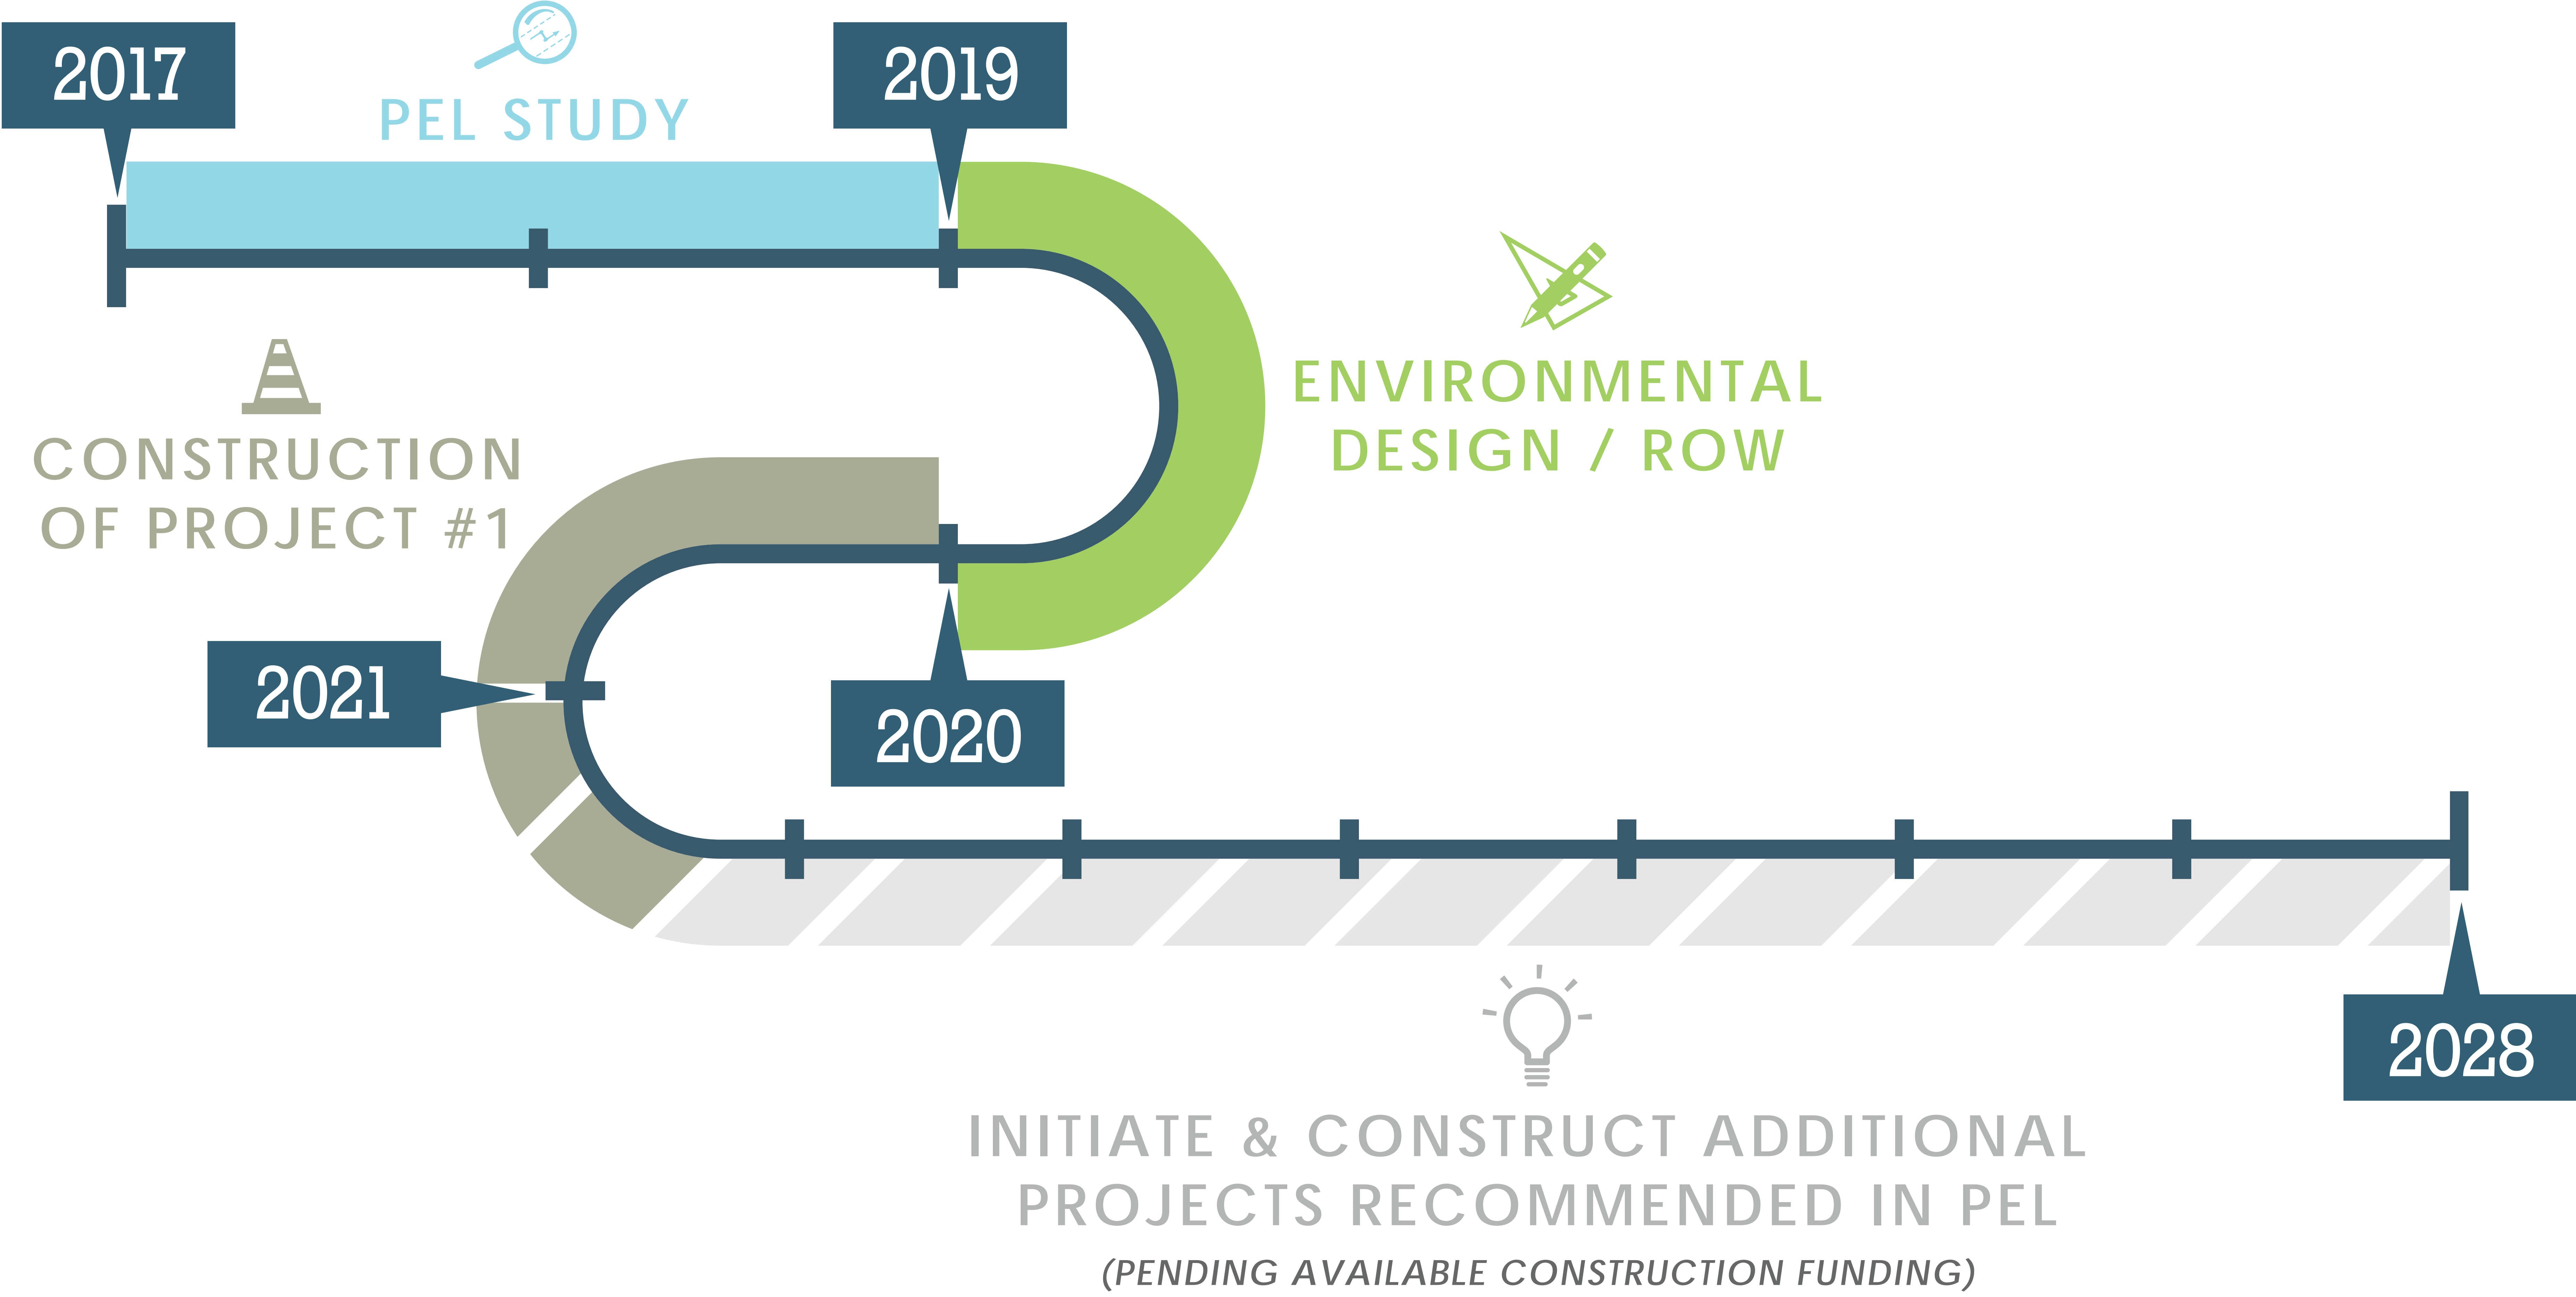 2017
PEL STUDY
2019
ENVIRONMENTAL
DESIGN / ROW
CONSTRUCTION
OF PROJECT #1
2021
2020
2028
INITIATE & CONSTRUCT ADDITIONAL
PROJECTS RECOMMENDED IN PEL
(PENDING AVAILABLE CONSTRUCTION FUNDING)